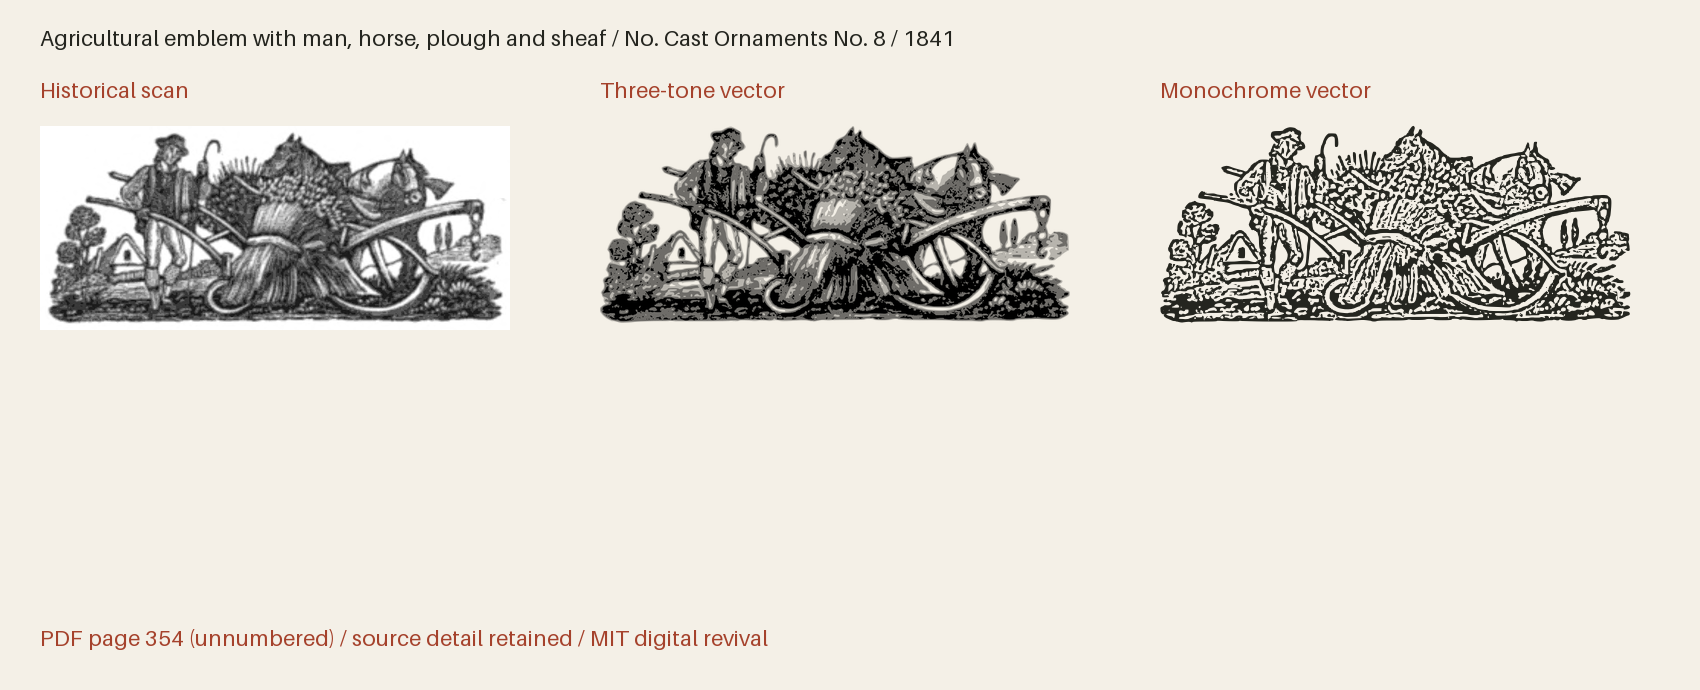 Agricultural emblem with man, horse, plough and sheaf / No. Cast Ornaments No. 8 / 1841
Historical scan
Three-tone vector
Monochrome vector
PDF page 354 (unnumbered) / source detail retained / MIT digital revival